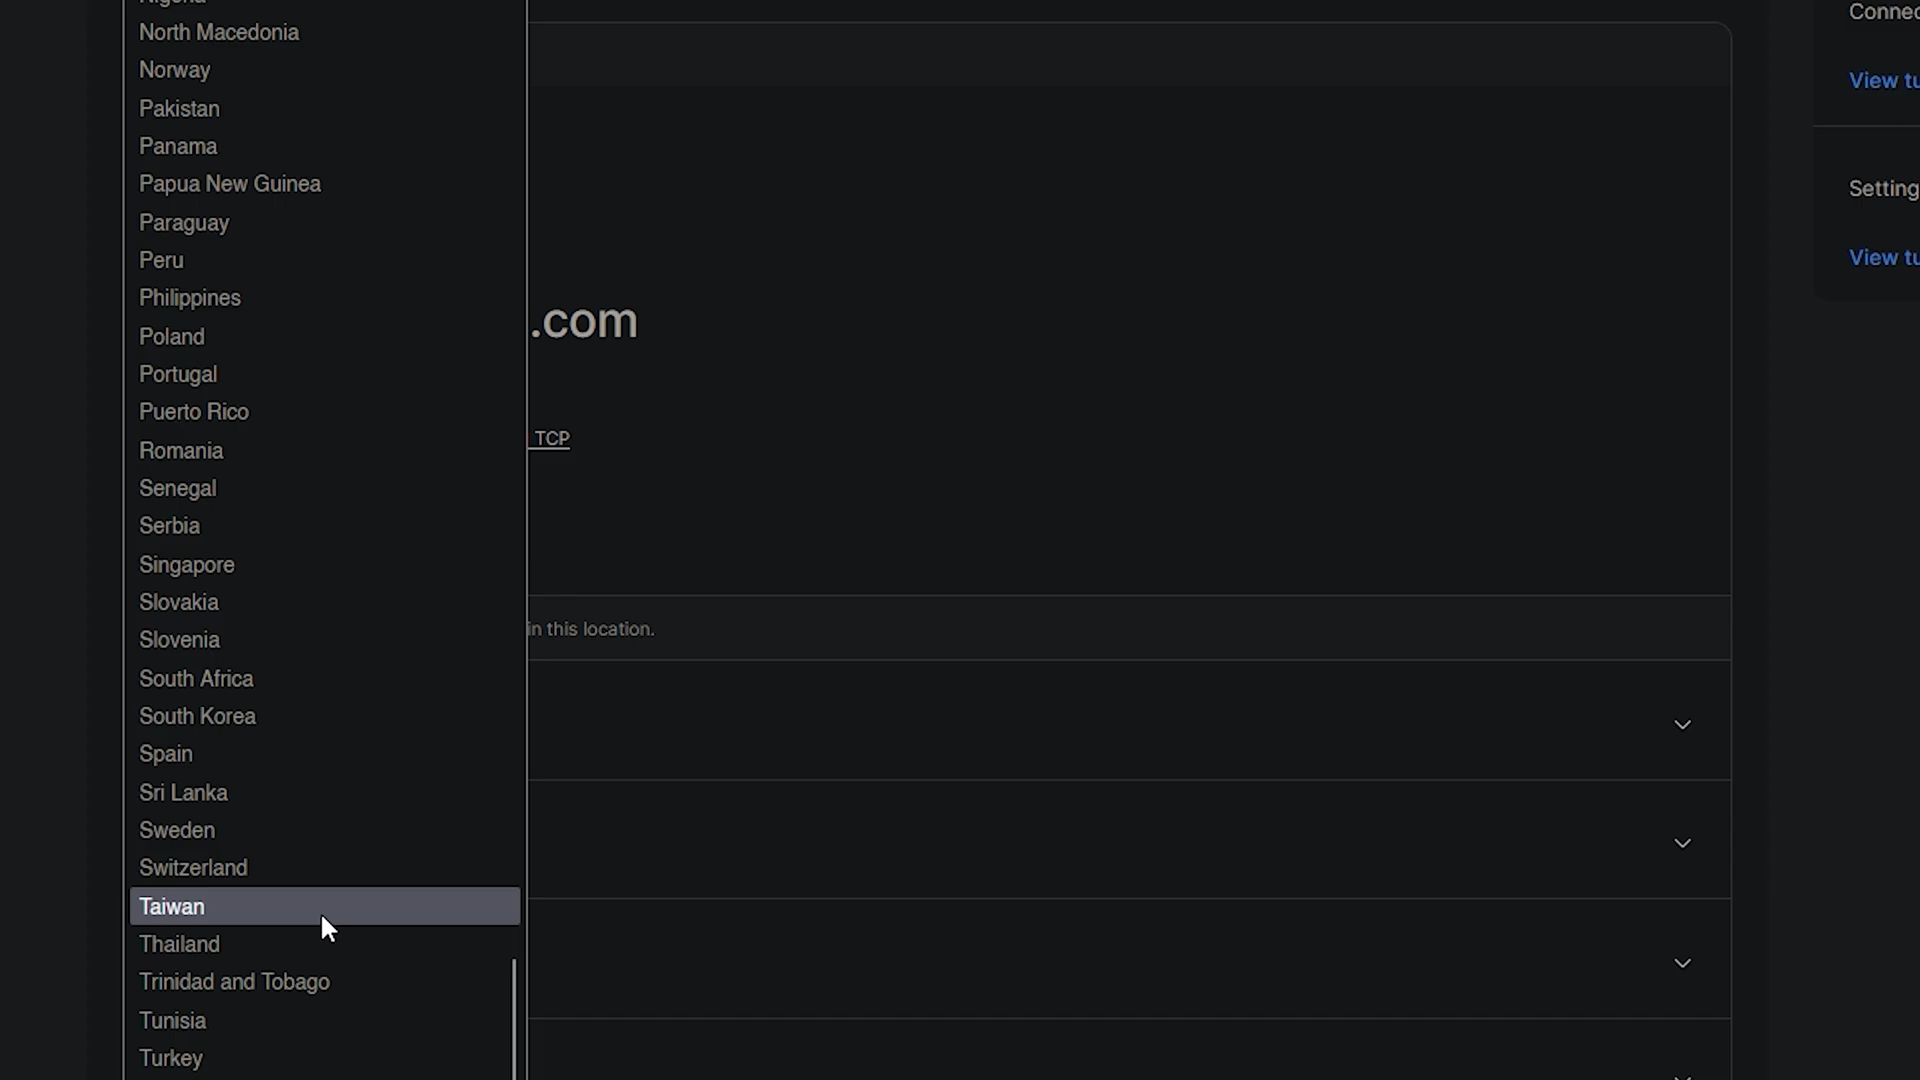 Nigeria
North Macedonia
Norway
Pakistan
Panama
Papua New Guinea
Paraguay
Peru
Philippines
Poland
Portugal
Puerto Rico
Romania
Senegal
Serbia
Singapore
Slovakia
Slovenia
South Africa
South Korea
Spain
Sri Lanka
Sweden
Switzerland
Taiwan
Thailand
Trinidad and Tobago
Tunisia
Turkey
.com
TCP
in this location.
Connec
View tu
Setting
View tu